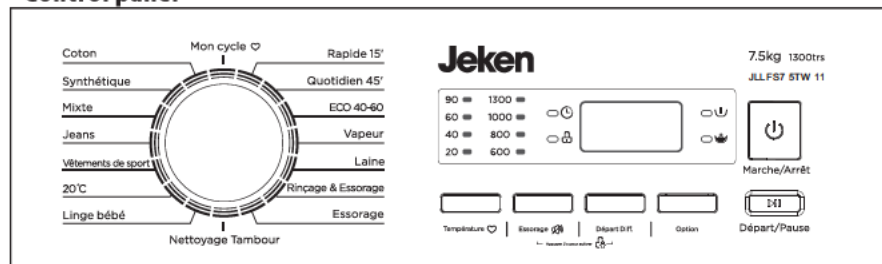 Control panel
Mon cycle
Coton
Synthétique
Mixte
Jeans
Vêtements de sport
20℃
Linge bébé
Rapide 15'
Quotidien 45'
ECO 40-60
Vapeur
Laine
Rinçage & Essorage
Essorage
Nettoyage Tambour
Jeken
7.5kg 1300trs
JLLFS7 5TW 11
90 1300
60 1000
40 800
20 600
Marche/Arrêt
Température
Essorage
Départ Diff.
Option
Départ/Pause